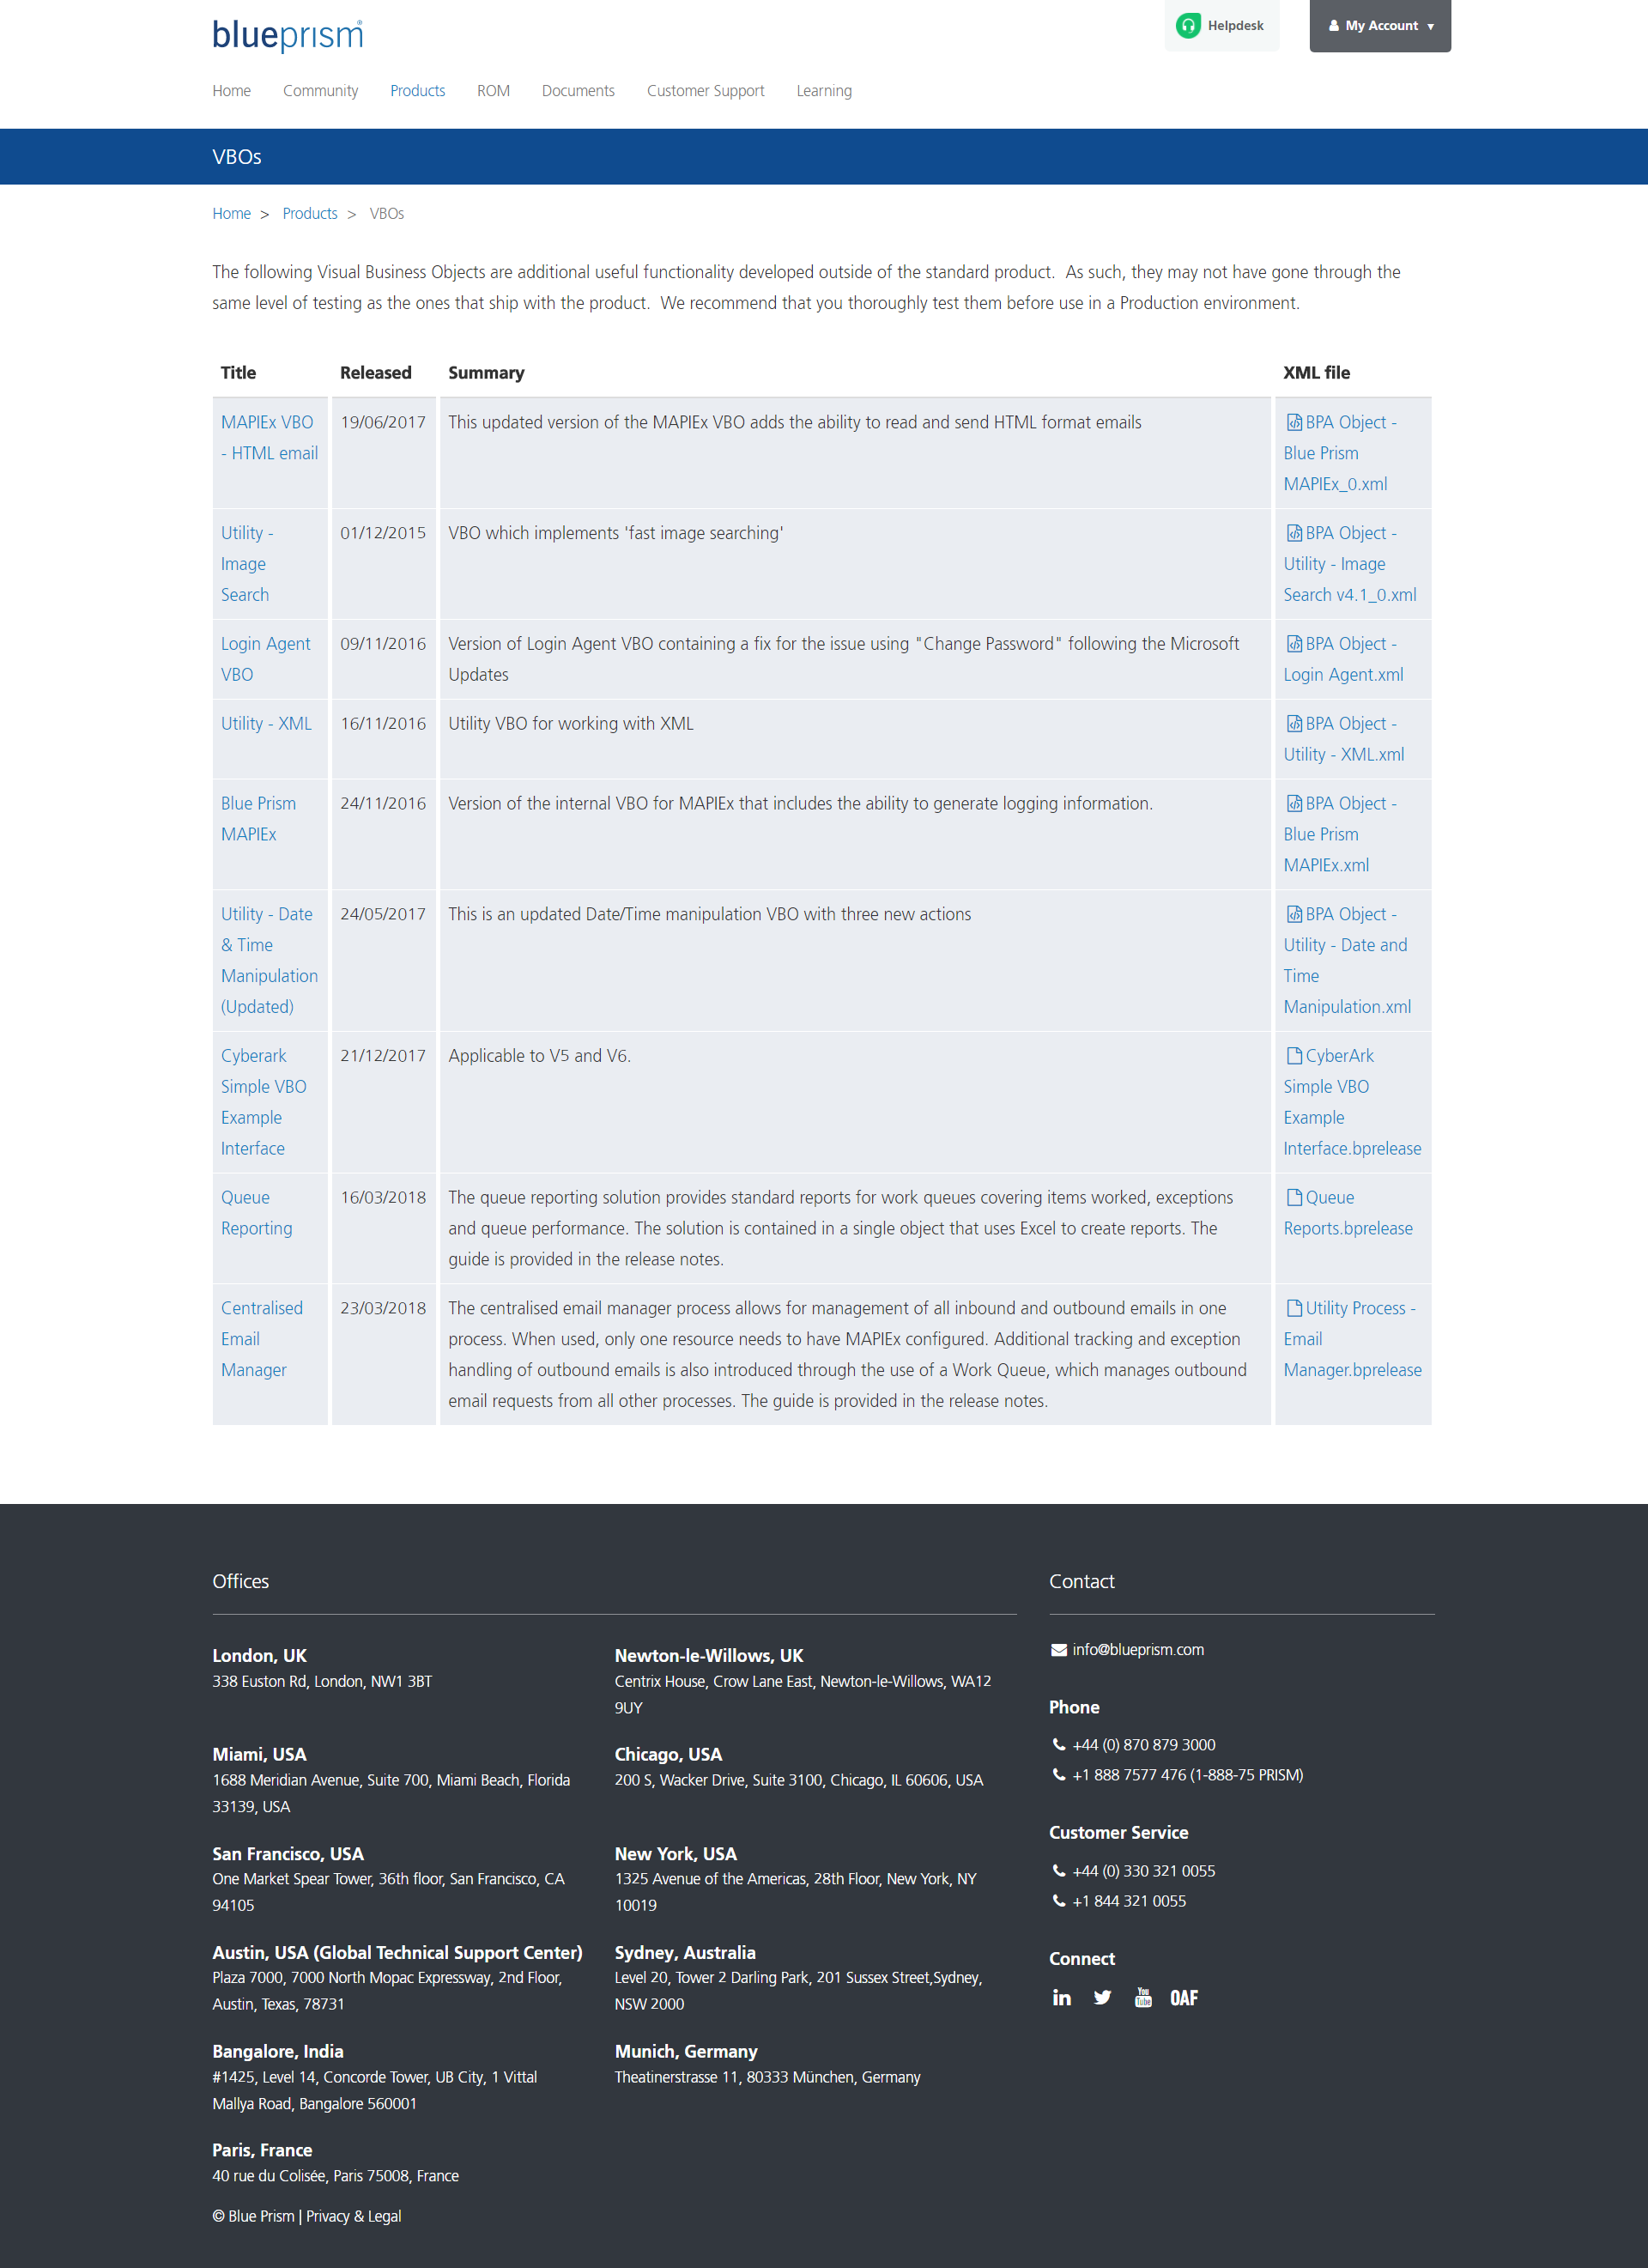 blueprism®
Helpdesk
My Account
Home Community Products ROM Documents Customer Support Learning
VBOs
Home > Products > VBOs
The following Visual Business Objects are additional useful functionality developed outside of the standard product. As such, they may not have gone through the
same level of testing as the ones that ship with the product. We recommend that you thoroughly test them before use in a Production environment.
Title Released Summary XML file
MAPIEx VBO 19/06/2017 This updated version of the MAPIEx VBO adds the ability to read and send HTML format emails BPA Object -
- HTML email Blue Prism
MAPIEx_0.xml
Utility - 01/12/2015 VBO which implements 'fast image searching' BPA Object -
Image Utility - Image
Search Search v4.1_0.xml
Login Agent 09/11/2016 Version of Login Agent VBO containing a fix for the issue using "Change Password" following the Microsoft BPA Object -
VBO Updates Login Agent.xml
Utility - XML 16/11/2016 Utility VBO for working with XML BPA Object -
Utility - XML.xml
Blue Prism 24/11/2016 Version of the internal VBO for MAPIEx that includes the ability to generate logging information. BPA Object -
MAPIEx Blue Prism
MAPIEx.xml
Utility - Date 24/05/2017 This is an updated Date/Time manipulation VBO with three new actions BPA Object -
& Time Utility - Date and
Manipulation Time
(Updated) Manipulation.xml
Cyberark 21/12/2017 Applicable to V5 and V6. CyberArk
Simple VBO Simple VBO
Example Example
Interface Interface.bprelease
Queue 16/03/2018 The queue reporting solution provides standard reports for work queues covering items worked, exceptions Queue
Reporting and queue performance. The solution is contained in a single object that uses Excel to create reports. The Reports.bprelease
guide is provided in the release notes.
Centralised 23/03/2018 The centralised email manager process allows for management of all inbound and outbound emails in one Utility Process -
Email process. When used, only one resource needs to have MAPIEx configured. Additional tracking and exception Email
Manager handling of outbound emails is also introduced through the use of a Work Queue, which manages outbound Manager.bprelease
email requests from all other processes. The guide is provided in the release notes.
Offices
London, UK
338 Euston Rd, London, NW1 3BT
Newton-le-Willows, UK
Centrix House, Crow Lane East, Newton-le-Willows, WA12
9UY
Miami, USA
1688 Meridian Avenue, Suite 700, Miami Beach, Florida
33139, USA
Chicago, USA
200 S, Wacker Drive, Suite 3100, Chicago, IL 60606, USA
San Francisco, USA
One Market Spear Tower, 36th floor, San Francisco, CA
94105
New York, USA
1325 Avenue of the Americas, 28th Floor, New York, NY
10019
Austin, USA (Global Technical Support Center)
Plaza 7000, 7000 North Mopac Expressway, 2nd Floor,
Austin, Texas, 78731
Sydney, Australia
Level 20, Tower 2 Darling Park, 201 Sussex Street,Sydney,
NSW 2000
Bangalore, India
#1425, Level 14, Concorde Tower, UB City, 1 Vittal
Mallya Road, Bangalore 560001
Munich, Germany
Theatinerstrasse 11, 80333 München, Germany
Paris, France
40 rue du Colisée, Paris 75008, France
© Blue Prism | Privacy & Legal
Contact
info@blueprism.com
Phone
+44 (0) 870 879 3000
+1 888 7577 476 (1-888-75 PRISM)
Customer Service
+44 (0) 330 321 0055
+1 844 321 0055
Connect
in You Tube OAF